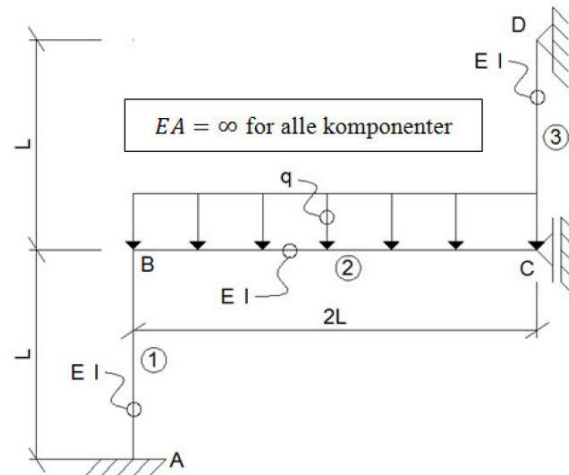 D
E I
EA = ∞ for alle komponenter
L
3
q
B
2
C
E I
2L
L
1
E I
A